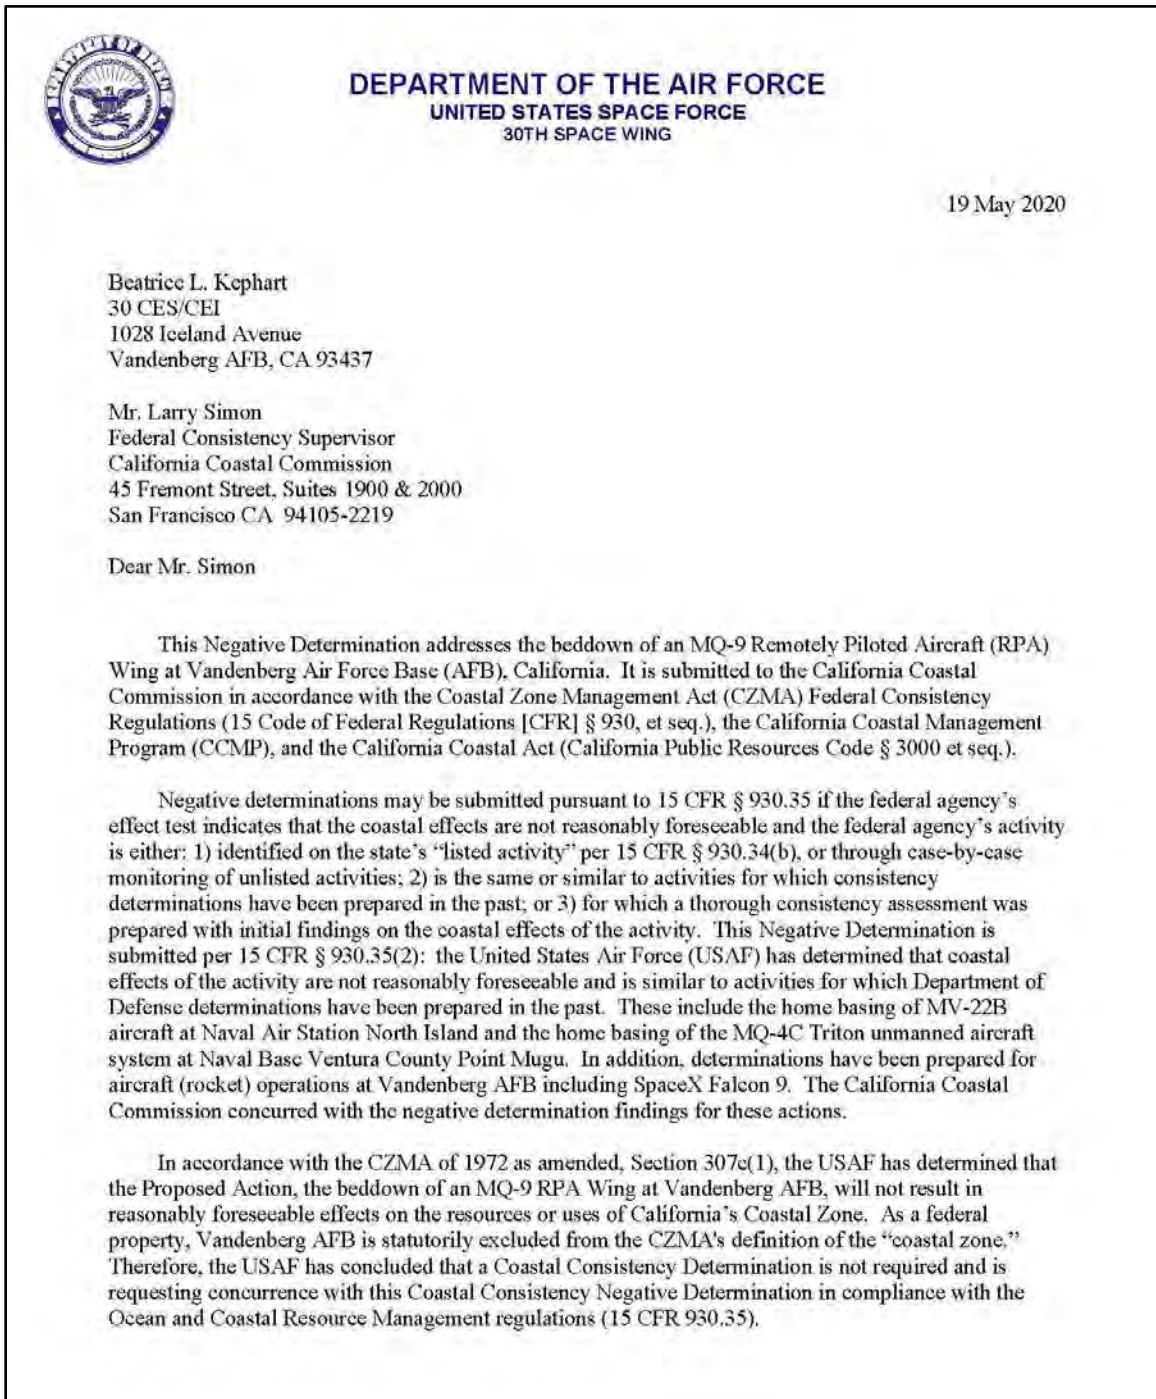 DEPARTMENT OF THE AIR FORCE
UNITED STATES SPACE FORCE
30TH SPACE WING
19 May 2020
Beatrice L. Kephart
30 CES/CEI
1028 Iceland Avenue
Vandenberg AFB, CA 93437
Mr. Larry Simon
Federal Consistency Supervisor
California Coastal Commission
45 Fremont Street, Suites 1900 & 2000
San Francisco CA 94105-2219
Dear Mr. Simon
This Negative Determination addresses the beddown of an MQ-9 Remotely Piloted Aircraft (RPA)
Wing at Vandenberg Air Force Base (AFB), California. It is submitted to the California Coastal
Commission in accordance with the Coastal Zone Management Act (CZMA) Federal Consistency
Regulations (15 Code of Federal Regulations [CFR] § 930, et seq.), the California Coastal Management
Program (CCMP), and the California Coastal Act (California Public Resources Code § 3000 et seq.).
Negative determinations may be submitted pursuant to 15 CFR § 930.35 if the federal agency's
effect test indicates that the coastal effects are not reasonably foreseeable and the federal agency's activity
is either: 1) identified on the state's "listed activity" per 15 CFR § 930.34(b), or through case-by-case
monitoring of unlisted activities; 2) is the same or similar to activities for which consistency
determinations have been prepared in the past; or 3) for which a thorough consistency assessment was
prepared with initial findings on the coastal effects of the activity. This Negative Determination is
submitted per 15 CFR § 930.35(2): the United States Air Force (USAF) has determined that coastal
effects of the activity are not reasonably foreseeable and is similar to activities for which Department of
Defense determinations have been prepared in the past. These include the home basing of MV-22B
aircraft at Naval Air Station North Island and the home basing of the MQ-4C Triton unmanned aircraft
system at Naval Base Ventura County Point Mugu. In addition, determinations have been prepared for
aircraft (rocket) operations at Vandenberg AFB including SpaceX Falcon 9. The California Coastal
Commission concurred with the negative determination findings for these actions.
In accordance with the CZMA of 1972 as amended, Section 307c(1), the USAF has determined that
the Proposed Action, the beddown of an MQ-9 RPA Wing at Vandenberg AFB, will not result in
reasonably foreseeable effects on the resources or uses of California's Coastal Zone. As a federal
property, Vandenberg AFB is statutorily excluded from the CZMA's definition of the "coastal zone."
Therefore, the USAF has concluded that a Coastal Consistency Determination is not required and is
requesting concurrence with this Coastal Consistency Negative Determination in compliance with the
Ocean and Coastal Resource Management regulations (15 CFR 930.35).